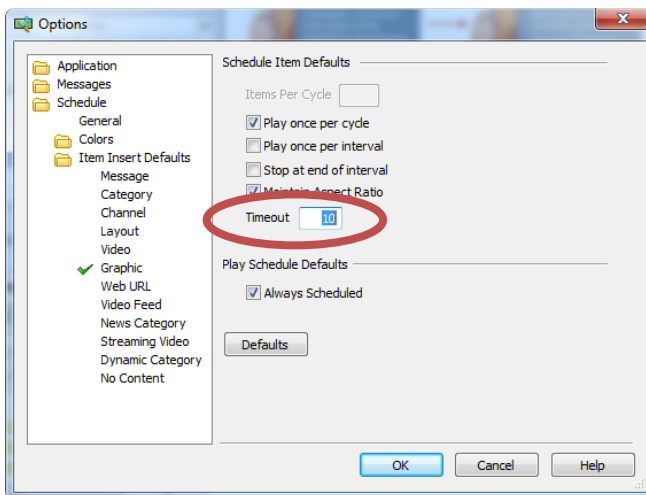 Options
Application
Messages
Schedule
General
Colors
Item Insert Defaults
Message
Category
Channel
Layout
Video
Graphic
Web URL
Video Feed
News Category
Streaming Video
Dynamic Category
No Content
Schedule Item Defaults
Items Per Cycle
Play once per cycle
Play once per interval
Stop at end of interval
Maintain Aspect Ratio
Timeout 10
Play Schedule Defaults
Always Scheduled
Defaults
OK Cancel Help